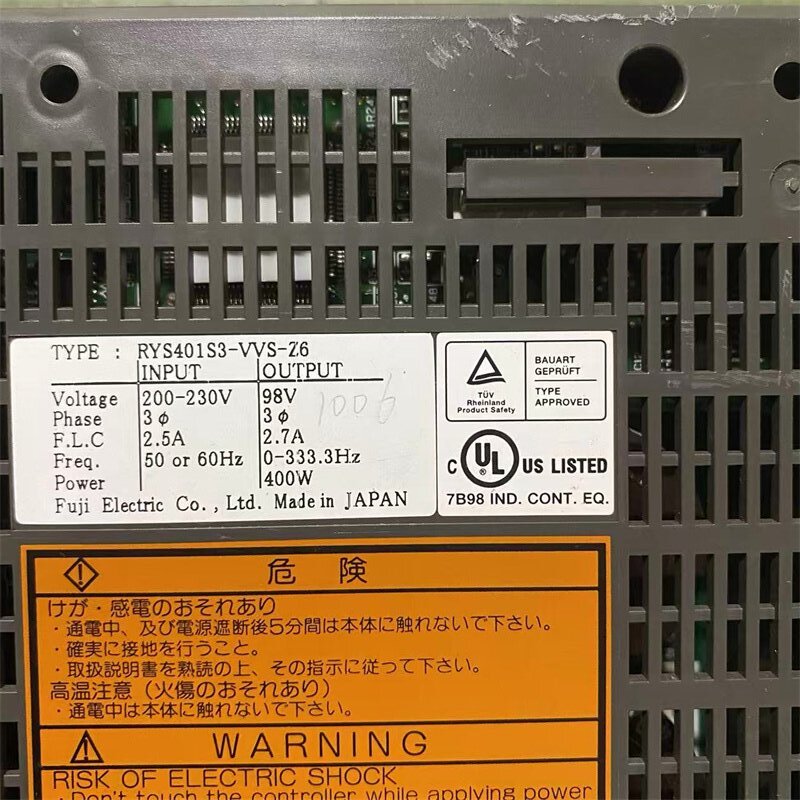 TYPE : RYS401S3-VVS-Z6
INPUT OUTPUT
Voltage 200-230V 98V
Phase 3φ 3φ
F.L.C 2.5A 2.7A
Freq. 50 or 60Hz 0-333.3Hz
Power 400W
Fuji Electric Co., Ltd. Made in JAPAN
1006
TÜV
Rheinland
Product Safety
BAUART
GEPRÜFT
TYPE
APPROVED
C UL US LISTED
7B98 IND. CONT. EQ.
危険
けが・感電のおそれあり
・通電中、及び電源遮断後5分間は本体に触れないで下さい。
・確実に接地を行うこと。
・取扱説明書を熟読の上、その指示に従って下さい。
高温注意(火傷のおそれあり)
・通電中は本体に触れないで下さい。
WARNING
RISK OF ELECTRIC SHOCK
・Don't touch the controller while applying power